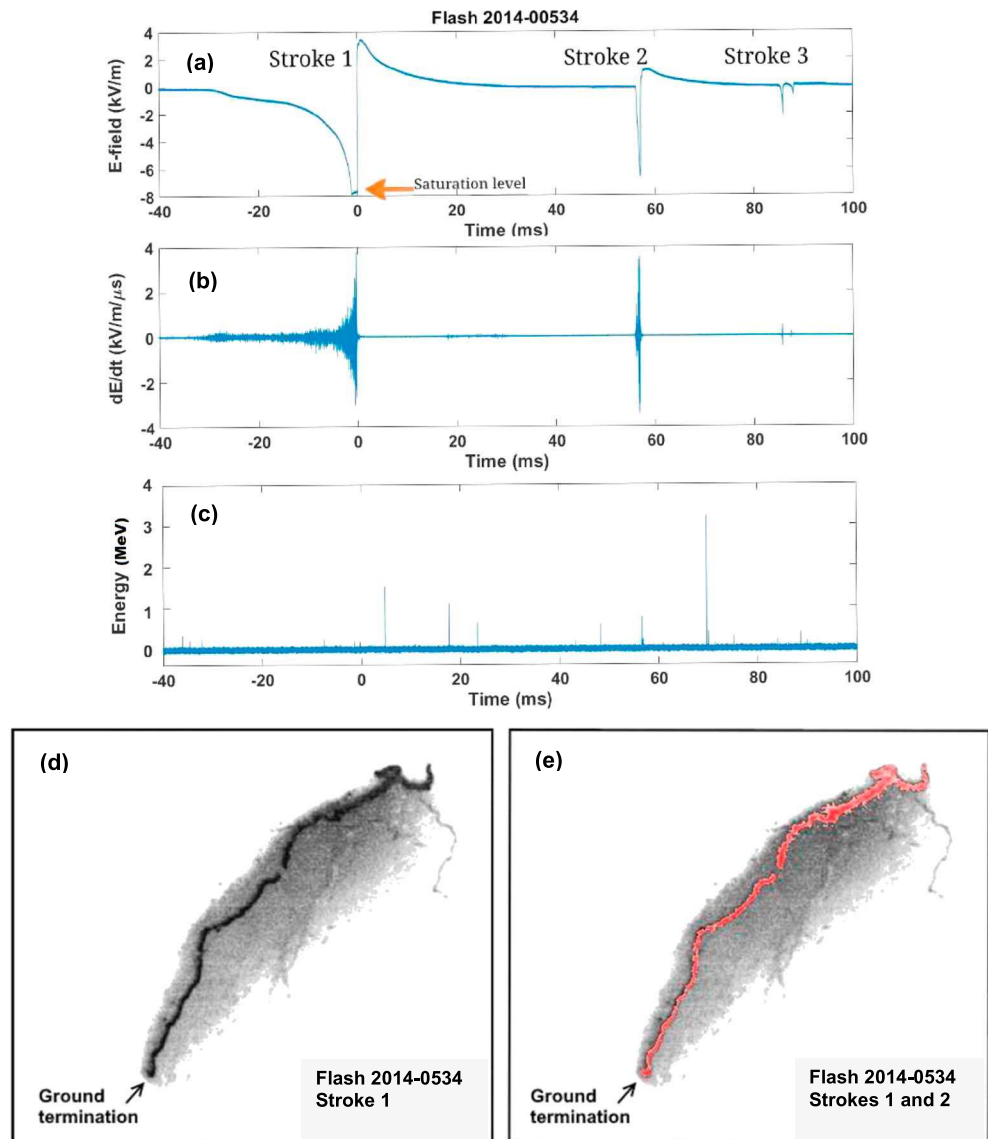 Flash 2014-00534
(a)
Stroke 1
Stroke 2
Stroke 3
Saturation level
E-field (kV/m)
4
2
0
-2
-4
-6
-8
-40
-20
0
20
40
60
80
100
Time (ms)
(b)
dE/dt (kV/m/μs)
4
2
0
-2
-4
-40
-20
0
20
40
60
80
100
Time (ms)
(c)
Energy (MeV)
4
3
2
1
0
-40
-20
0
20
40
60
80
100
Time (ms)
(d)
Ground
termination
Flash 2014-0534
Stroke 1
(e)
Ground
termination
Flash 2014-0534
Strokes 1 and 2